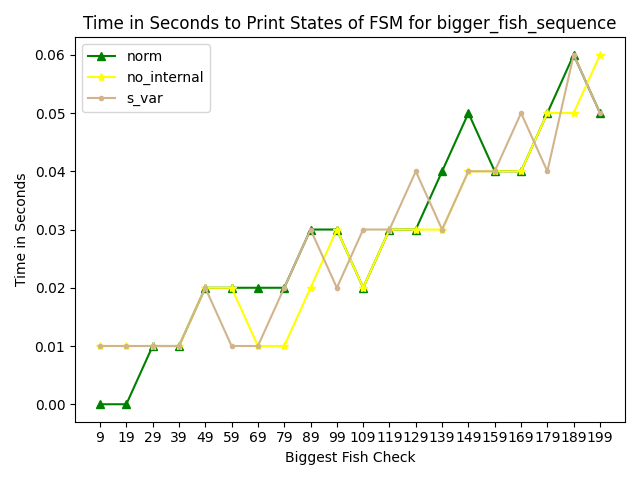 Time in Seconds to Print States of FSM for bigger_fish_sequence
norm
no_internal
s_var
0.06
0.05
0.04
0.03
0.02
0.01
0.00
Time in Seconds
9 19 29 39 49 59 69 79 89 99 109 119 129 139 149 159 169 179 189 199
Biggest Fish Check